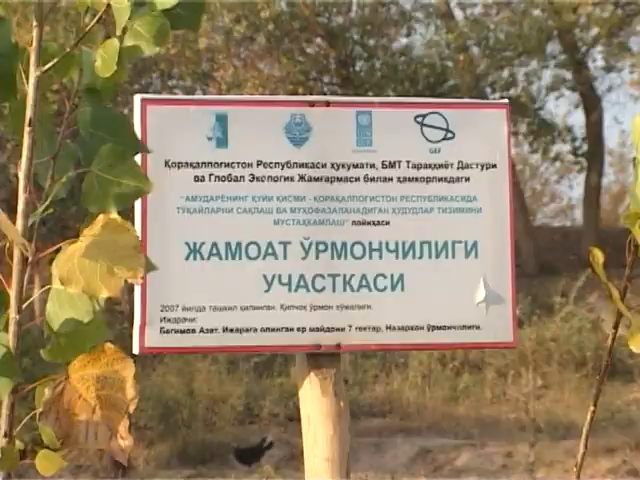 GEF
Қорақалпоғистон Республикаси ҳукумати, БМТ Тараққиёт Дастури
ва Глобал Экологик Жамғармаси билан ҳамкорликдаги
"АМУДАРЁНИНГ ҚУЙИ ҚИСМИ - ҚОРАҚАЛПОҒИСТОН РЕСПУБЛИКАСИДА
ТЎҚАЙЛАРНИ САҚЛАШ ВА МУҲОФАЗАЛАНАДИГАН ҲУДУДЛАР ТИЗИМИНИ
МУСТАҲКАМЛАШ" лойиҳаси
ЖАМОАТ ЎРМОНЧИЛИГИ
УЧАСТКАСИ
2007 йилда ташкил қилинган. Қипчоқ ўрмон хўжалиги.
Ижарачи:
Бегимов Азат. Ижарага олинган ер майдони 7 гектар, Назархон ўрмончилиги.